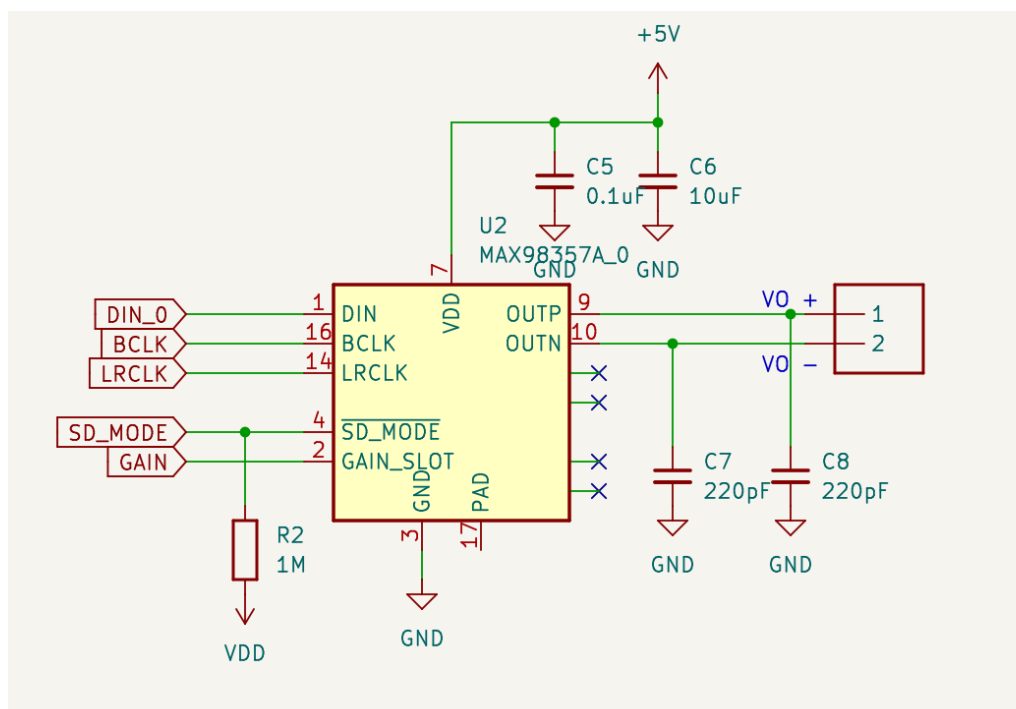 +5V
C5
0.1uF
C6
10uF
GND
GND
U2
MAX98357A_0
7
VDD
DIN_0
1
DIN
BCLK
16
BCLK
LRCLK
14
LRCLK
SD_MODE
4
SD_MODE
GAIN
2
GAIN_SLOT
OUTP
9
OUTN
10
VO +
VO -
1
2
GND
3
PAD
17
R2
1M
VDD
GND
C7
220pF
GND
C8
220pF
GND